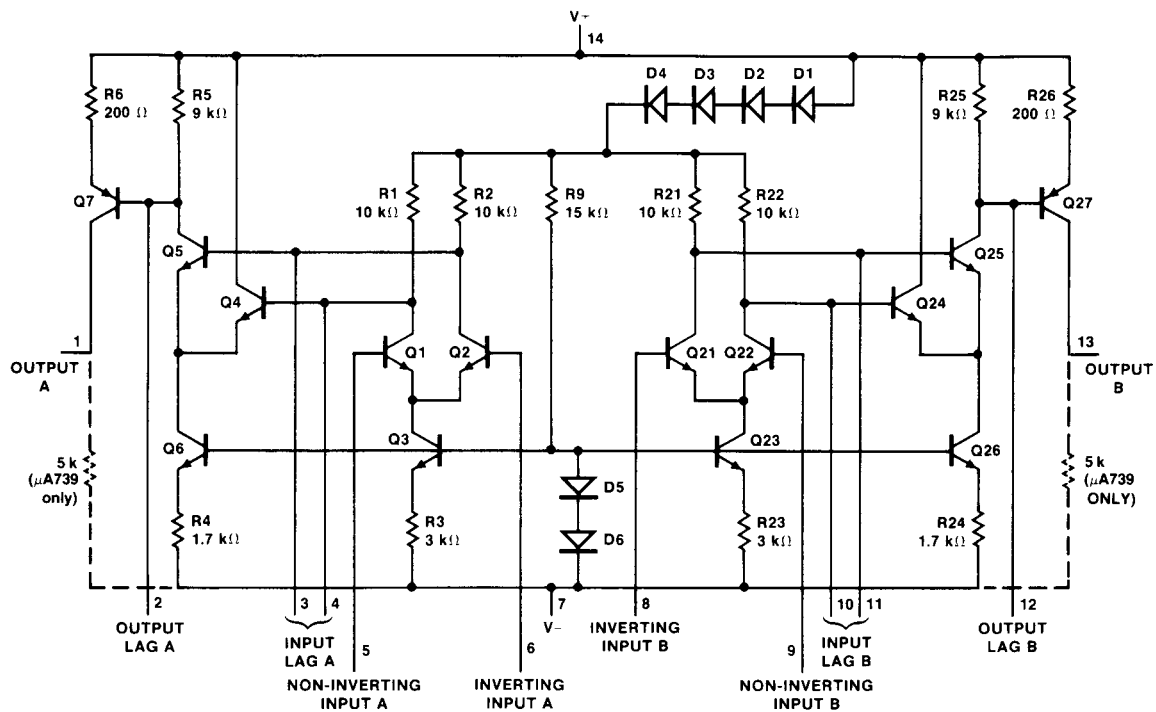 V+
14
D4
D3
D2
D1
R6
200 Ω
R5
9 kΩ
R25
9 kΩ
R26
200 Ω
R1
10 kΩ
R2
10 kΩ
R9
15 kΩ
R21
10 kΩ
R22
10 kΩ
Q7
Q27
Q5
Q25
Q4
Q24
1
OUTPUT
A
Q1
Q2
Q21
Q22
13
OUTPUT
B
Q6
Q3
Q23
Q26
5 k
(μA739
only)
D5
5 k
(μA739
ONLY)
R4
1.7 kΩ
R3
3 kΩ
D6
R23
3 kΩ
R24
1.7 kΩ
2
OUTPUT
LAG A
3
4
INPUT
LAG A
7
V−
8
INVERTING
INPUT B
10
11
INPUT
LAG B
12
OUTPUT
LAG B
5
NON-INVERTING
INPUT A
6
INVERTING
INPUT A
9
NON-INVERTING
INPUT B